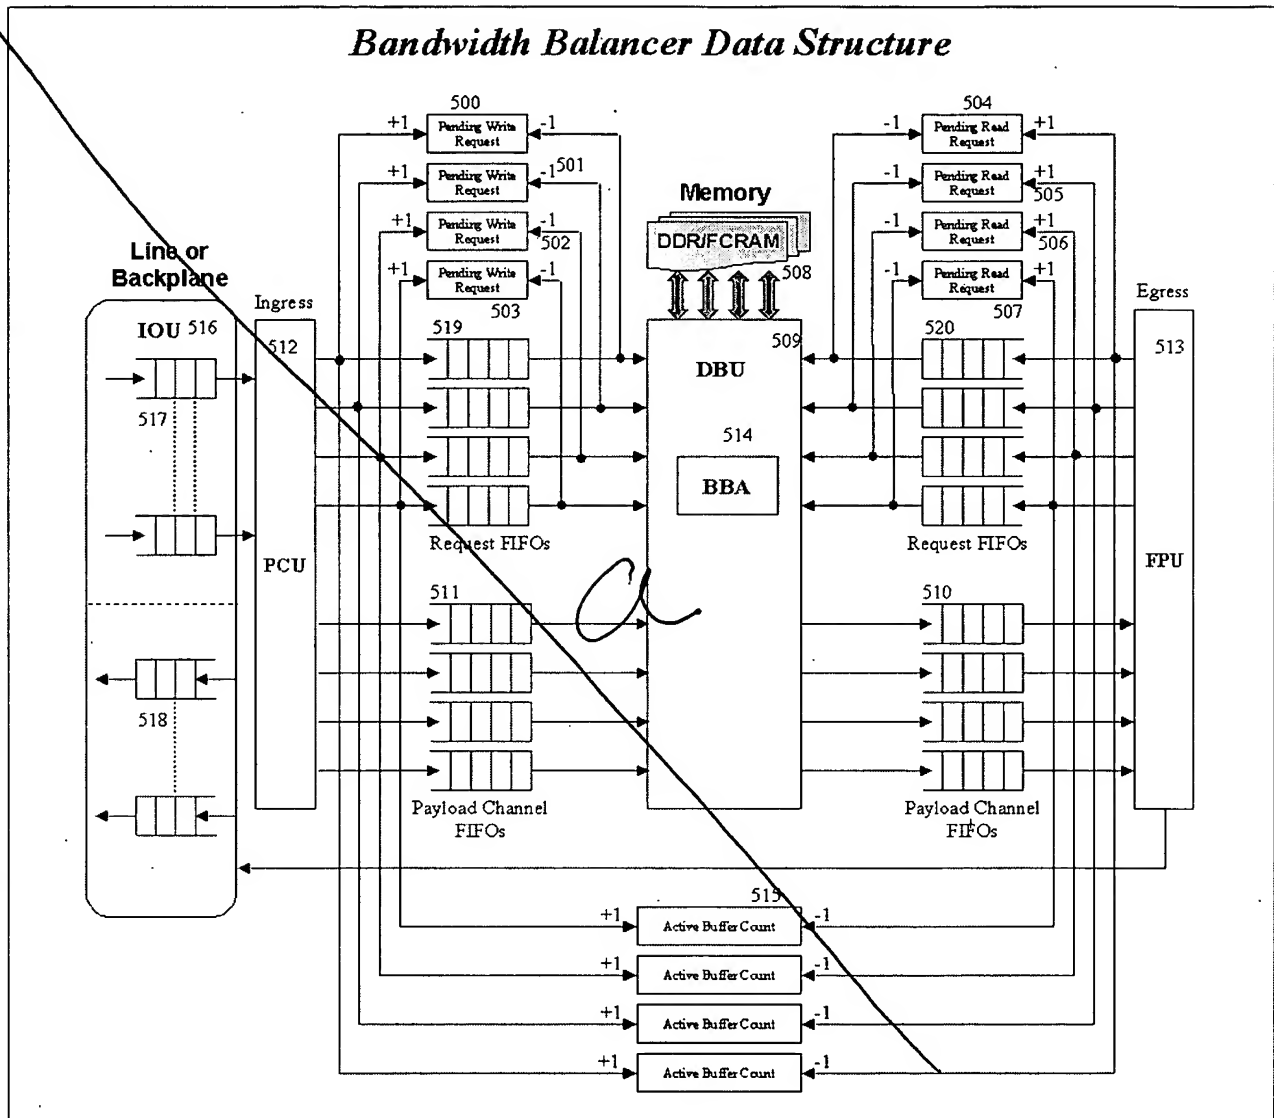 Bandwidth Balancer Data Structure
500
504
+1
Pending Write
Request
-1
-1
Pending Read
Request
+1
+1
Pending Write
Request
-1
501
-1
Pending Read
Request
+1
505
Memory
+1
Pending Write
Request
-1
502
-1
Pending Read
Request
+1
506
DDR/FCRAM
508
Line or
Backplane
+1
Pending Write
Request
-1
503
-1
Pending Read
Request
+1
507
Ingress
Egress
IOU
516
512
519
509
520
513
DBU
517
514
BBA
Request FIFOs
Request FIFOs
PCU
FPU
511
510
a
518
Payload Channel
FIFOs
Payload Channel
FIFOs
515
+1
Active Buffer Count
-1
+1
Active Buffer Count
-1
+1
Active Buffer Count
-1
+1
Active Buffer Count
-1